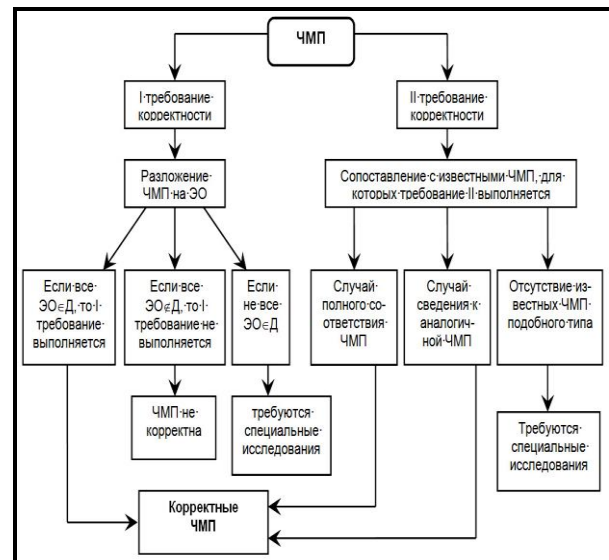 ЧМП
I·требование·
корректности
II·требование·
корректности
Разложение·
ЧМП·на·ЭО
Сопоставление·с·известными·ЧМП,·для·
которых·требование·II·выполняется
Если·все·
ЭО∈Д,·то·I·
требование·
выполняется
Если·все·
ЭО∉Д,·то·I·
требование·не·
выполняется
Если·
не·все·
ЭО∈Д
Случай·
полного·со-
ответствия·
ЧМП
Случай·
сведения·к·
аналогич-
ной·ЧМП
Отсутствие·из-
вестных·ЧМП·
подобного·типа
ЧМП·не·
корректна
требуются·
специальные·
исследования
Требуются·
специальные·
исследования
Корректные
ЧМП